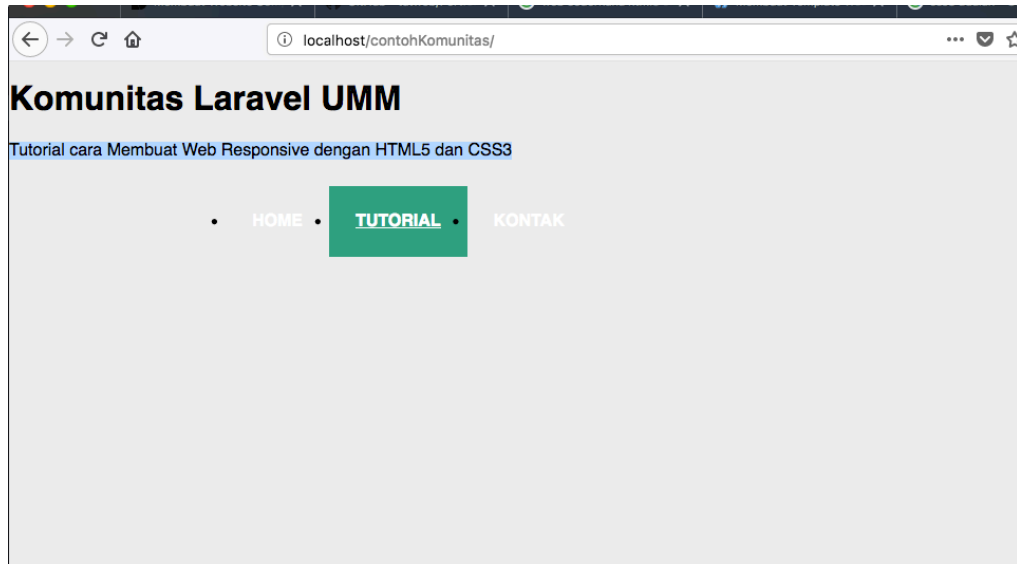 localhost/contohKomunitas/
Komunitas Laravel UMM
Tutorial cara Membuat Web Responsive dengan HTML5 dan CSS3
HOME TUTORIAL KONTAK